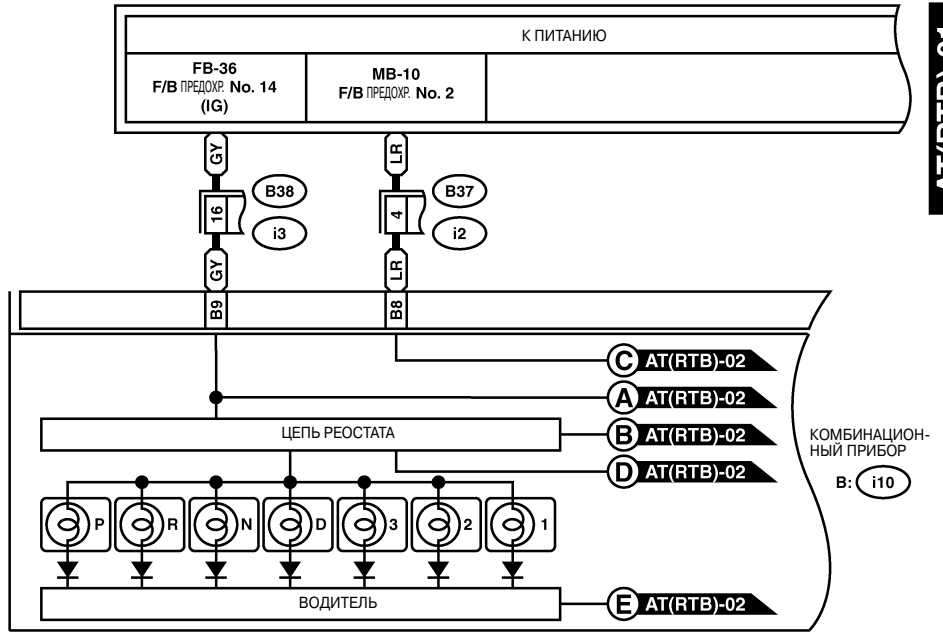 К ПИТАНИЮ
FB-36
F/B ПРЕДОХР. No. 14
(IG)
MB-10
F/B ПРЕДОХР. No. 2
GY
LR
16
B38
i3
4
B37
i2
GY
LR
B9
B8
C AT(RTB)-02
A AT(RTB)-02
ЦЕПЬ РЕОСТАТА
B AT(RTB)-02
D AT(RTB)-02
КОМБИНАЦИОН-
НЫЙ ПРИБОР
B: i10
P R N D 3 2 1
ВОДИТЕЛЬ
E AT(RTB)-02